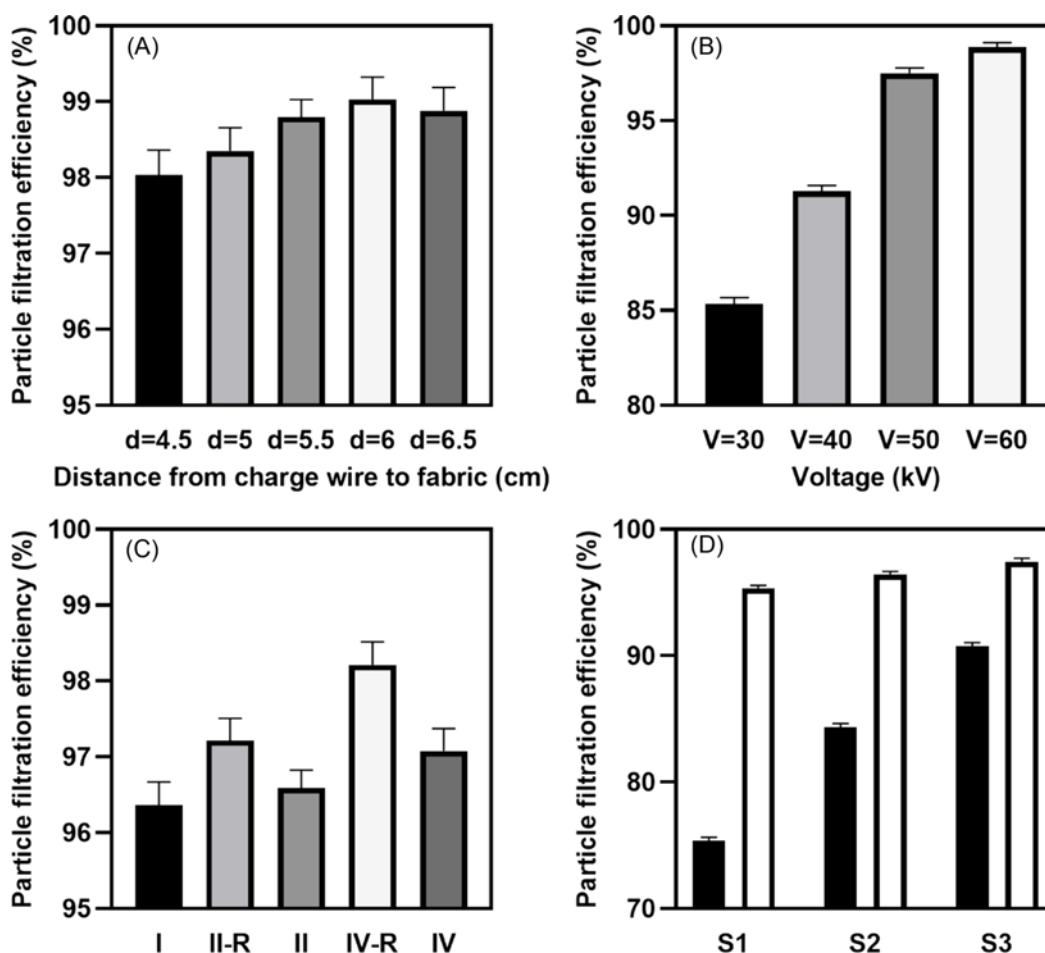 Particle filtration efficiency (%)
(A)
100
99
98
97
96
95
d=4.5 d=5 d=5.5 d=6 d=6.5
Distance from charge wire to fabric (cm)
Particle filtration efficiency (%)
(B)
100
95
90
85
80
V=30 V=40 V=50 V=60
Voltage (kV)
Particle filtration efficiency (%)
(C)
100
99
98
97
96
95
I II-R II IV-R IV
Particle filtration efficiency (%)
(D)
100
90
80
70
S1 S2 S3